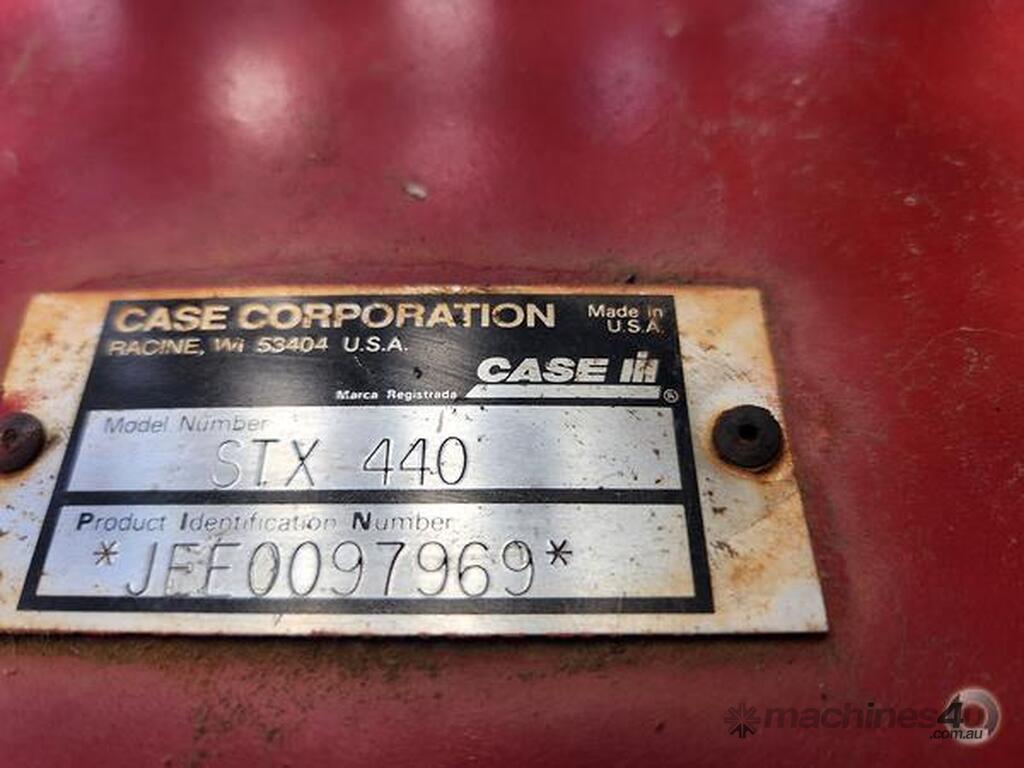 CASE CORPORATION
Made in
U.S.A.
RACINE, WI 53404 U.S.A.
CASE IH
Marca Registrada ®
Model Number
STX 440
Product Identification Number
*JEE0097969*
machines4u
.com.au